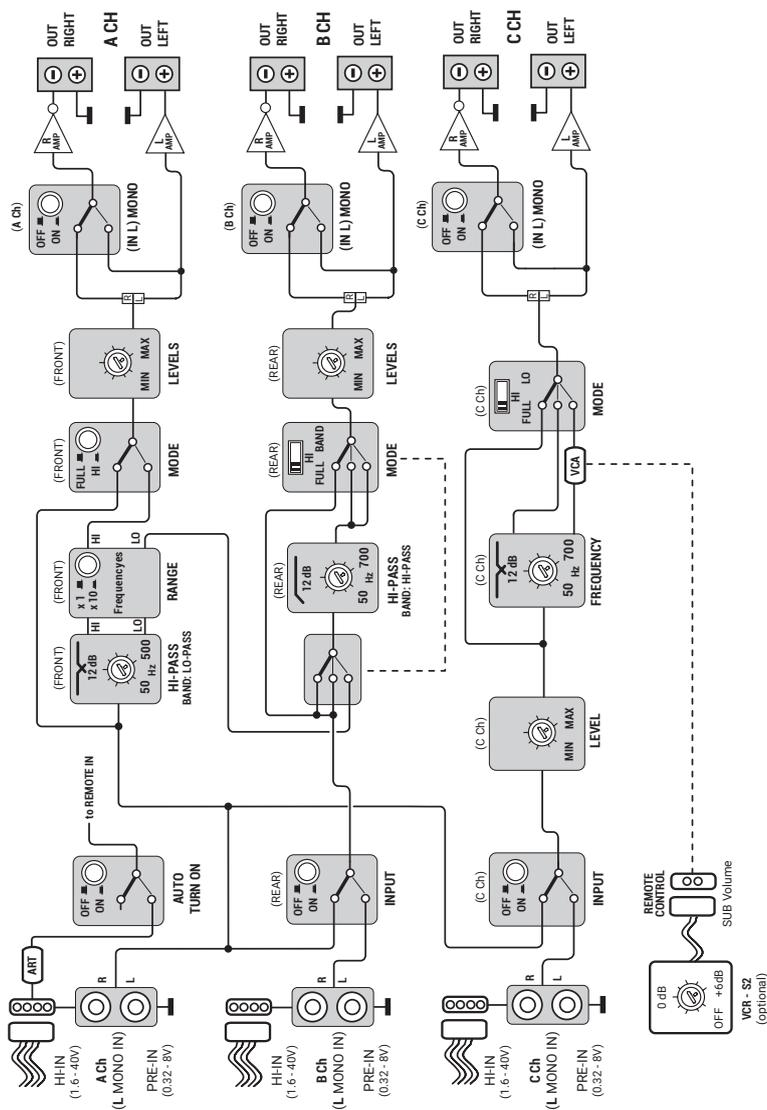 HI-IN
(1.6 - 40V)
A Ch
(L MONO IN)
PRE-IN
(0.32 - 8V)
R
L
ART
OFF
ON
AUTO
TURN ON
to REMOTE IN
(FRONT)
12 dB
50 Hz 500
HI-PASS
BAND: LO-PASS
HI
LO
(FRONT)
x 1
x 10
Frequencyes
RANGE
HI
LO
(FRONT)
FULL
HI
MODE
(FRONT)
MIN MAX
LEVELS
R
L
(A Ch)
OFF
ON
(IN L) MONO
R
AMP
L
AMP
OUT
RIGHT
A CH
OUT
LEFT
HI-IN
(1.6 - 40V)
B Ch
(L MONO IN)
PRE-IN
(0.32 - 8V)
R
L
(REAR)
OFF
ON
INPUT
(REAR)
12 dB
50 Hz 700
HI-PASS
BAND: HI-PASS
(REAR)
HI
FULL BAND
MODE
(REAR)
MIN MAX
LEVELS
R
L
(B Ch)
OFF
ON
(IN L) MONO
R
AMP
L
AMP
OUT
RIGHT
B CH
OUT
LEFT
HI-IN
(1.6 - 40V)
C Ch
(L MONO IN)
PRE-IN
(0.32 - 8V)
R
L
(C Ch)
OFF
ON
INPUT
(C Ch)
MIN MAX
LEVEL
(C Ch)
12 dB
50 Hz 700
FREQUENCY
VCA
(C Ch)
HI
FULL LO
MODE
R
L
(C Ch)
OFF
ON
(IN L) MONO
R
AMP
L
AMP
OUT
RIGHT
C CH
OUT
LEFT
0 dB
OFF +6dB
VCR - S2
(optional)
REMOTE
CONTROL
SUB Volume